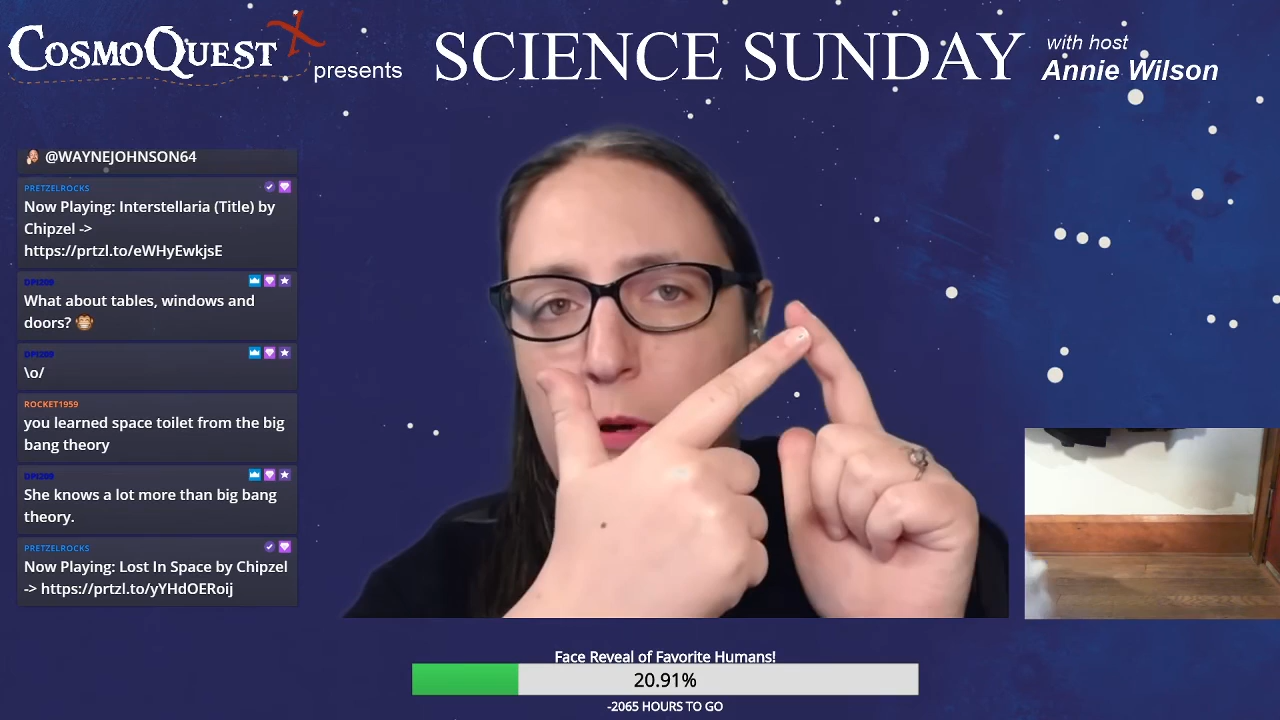 COSMOQUEST X
presents
SCIENCE SUNDAY
with host
Annie Wilson
@WAYNEJOHNSON64
PRETZELROCKS
Now Playing: Interstellaria (Title) by
Chipzel ->
https://prtzl.to/eWHyEwkjsE
DPI209
What about tables, windows and
doors?
DPI209
\o/
ROCKET1959
you learned space toilet from the big
bang theory
DPI209
She knows a lot more than big bang
theory.
PRETZELROCKS
Now Playing: Lost In Space by Chipzel
-> https://prtzl.to/yYHdOERoij
Face Reveal of Favorite Humans!
20.91%
-2065 HOURS TO GO